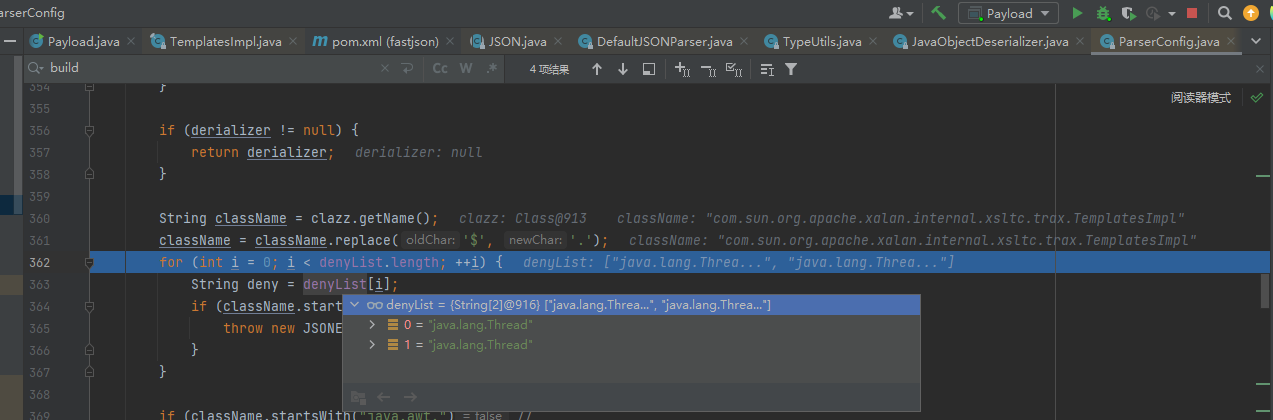 arserConfig
Payload
Payload.java
TemplatesImpl.java
pom.xml (fastjson)
JSON.java
DefaultJSONParser.java
TypeUtils.java
JavaObjectDeserializer.java
ParserConfig.java
build Cc W .* 4 项结果
阅读器模式
354 }
355
356 if (derializer != null) {
357 return derializer; derializer: null
358 }
359
360 String className = clazz.getName(); clazz: Class@913 className: "com.sun.org.apache.xalan.internal.xsltc.trax.TemplatesImpl"
361 className = className.replace( oldChar: '$', newChar: '.'); className: "com.sun.org.apache.xalan.internal.xsltc.trax.TemplatesImpl"
362 for (int i = 0; i < denyList.length; ++i) { denyList: ["java.lang.Threa...", "java.lang.Threa..."]
363 String deny = denyList[i];
364 if (className.start
denyList = {String[2]@916} ["java.lang.Threa...", "java.lang.Threa..."]
365 throw new JSONE
0 = "java.lang.Thread"
366 }
1 = "java.lang.Thread"
367 }
368
369 if (className.startsWith("java.awt.") = false //